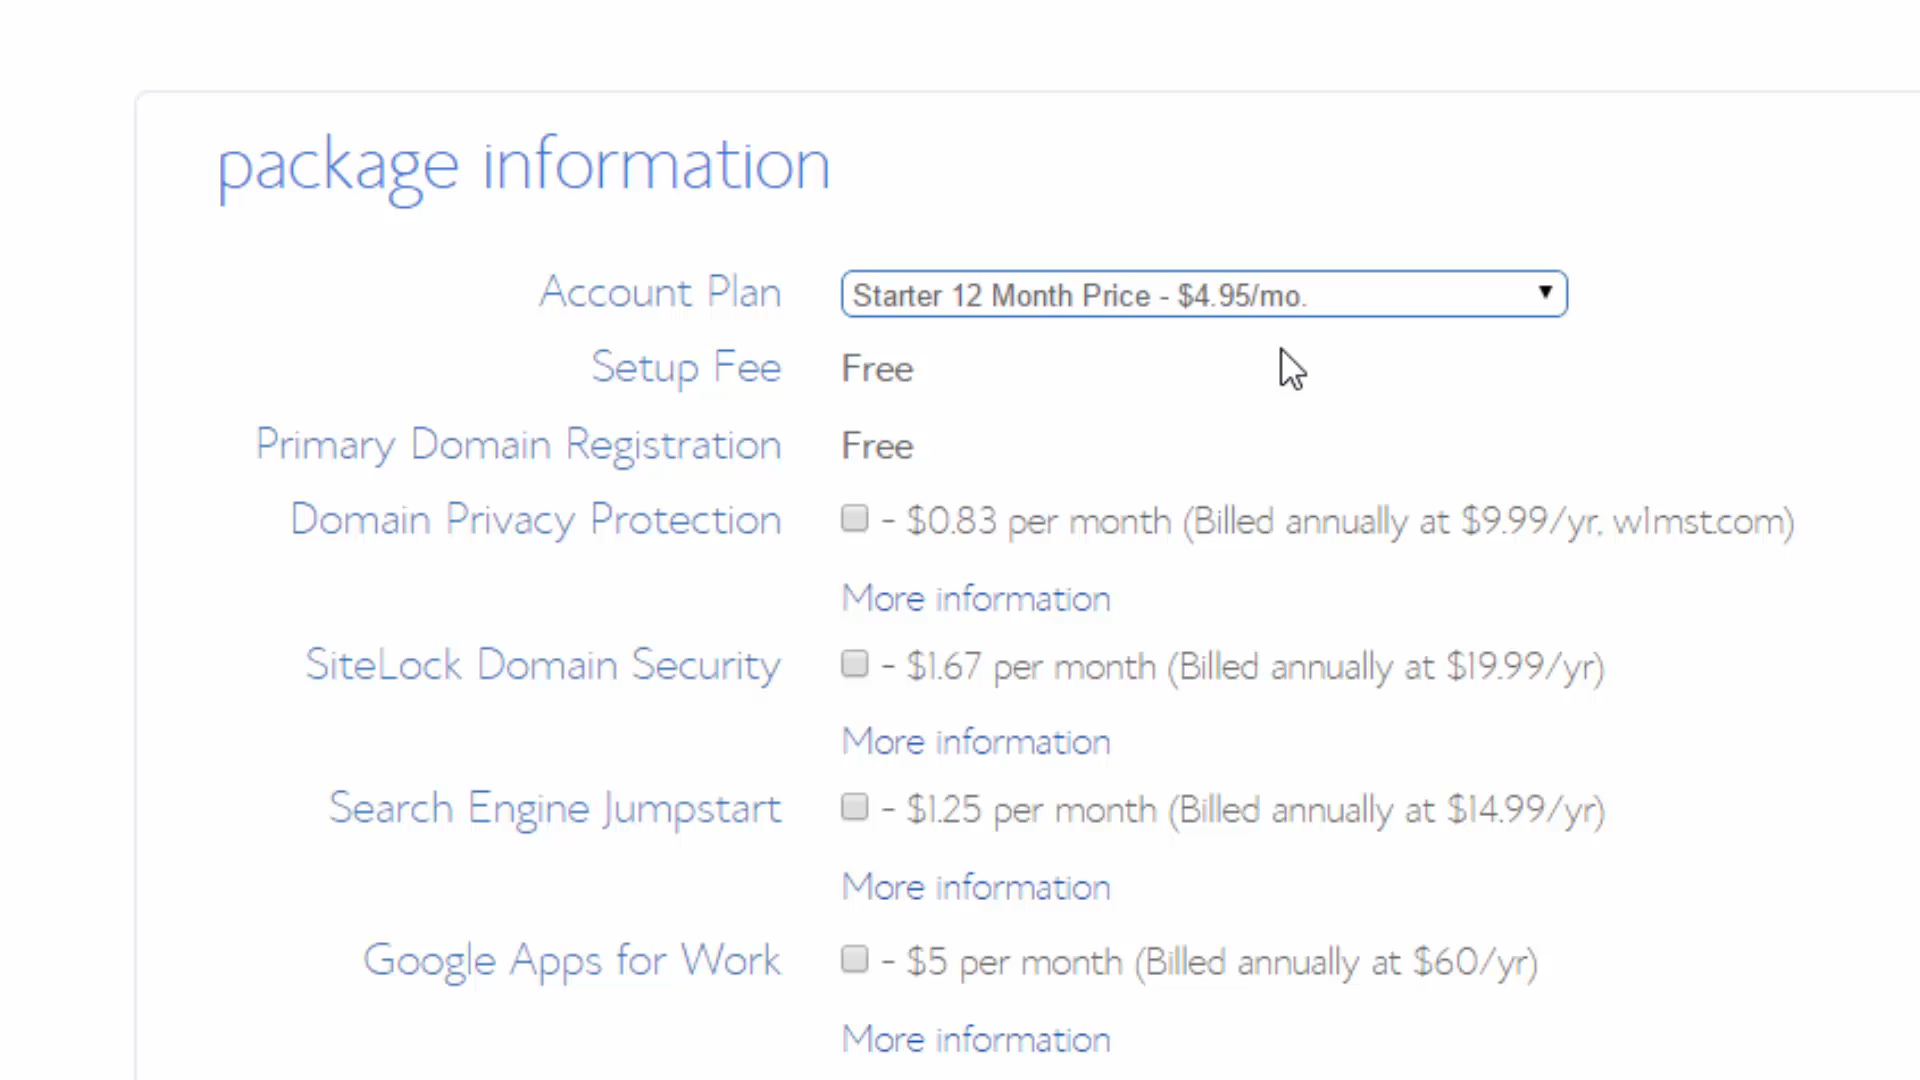 package information
Account Plan Starter 12 Month Price - $4.95/mo.
Setup Fee Free
Primary Domain Registration Free
Domain Privacy Protection - $0.83 per month (Billed annually at $9.99/yr, w1mst.com)
More information
SiteLock Domain Security - $1.67 per month (Billed annually at $19.99/yr)
More information
Search Engine Jumpstart - $1.25 per month (Billed annually at $14.99/yr)
More information
Google Apps for Work - $5 per month (Billed annually at $60/yr)
More information